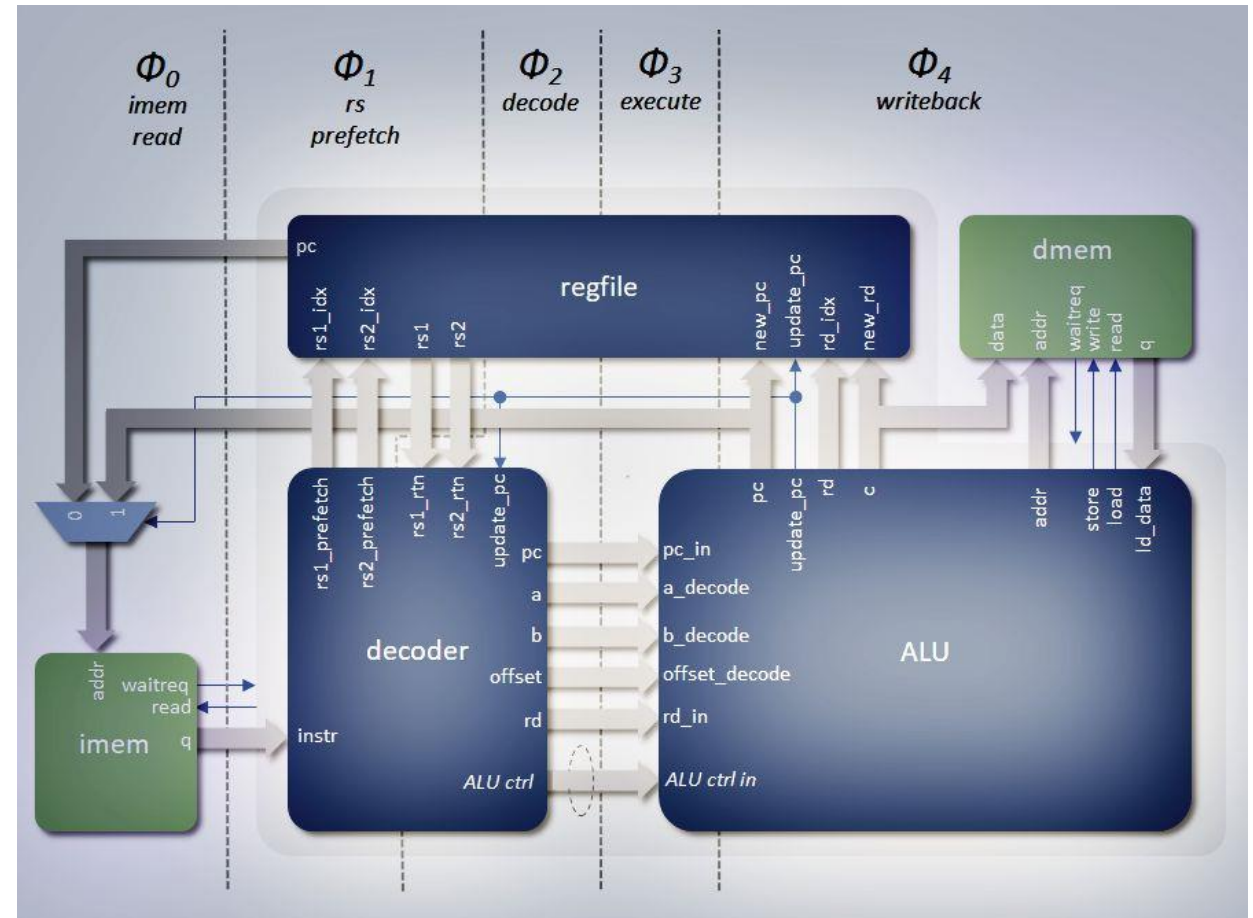 Φ0
imem
read
Φ1
rs
prefetch
Φ2
decode
Φ3
execute
Φ4
writeback
pc
rs1_idx
rs2_idx
rs1
rs2
regfile
new_pc
update_pc
rd_idx
new_rd
dmem
data
addr
waitreq
write
read
q
0
1
rs1_prefetch
rs2_prefetch
rs1_rtn
rs2_rtn
update_pc
pc
a
b
offset
rd
ALU ctrl
decoder
instr
pc
update_pc
rd
c
addr
store
load
ld_data
pc_in
a_decode
b_decode
offset_decode
rd_in
ALU ctrl in
ALU
addr
waitreq
read
q
imem